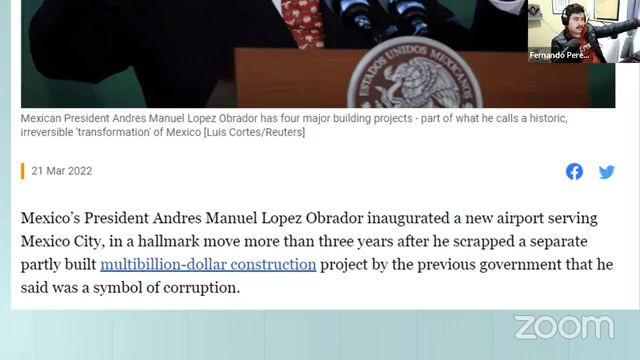 Fernando Pere...
ESTADOS UNIDOS MEXICANOS
Mexican President Andres Manuel Lopez Obrador has four major building projects - part of what he calls a historic,
irreversible 'transformation' of Mexico [Luis Cortes/Reuters]
21 Mar 2022
Mexico’s President Andres Manuel Lopez Obrador inaugurated a new airport serving
Mexico City, in a hallmark move more than three years after he scrapped a separate
partly built multibillion-dollar construction project by the previous government that he
said was a symbol of corruption.
zoom